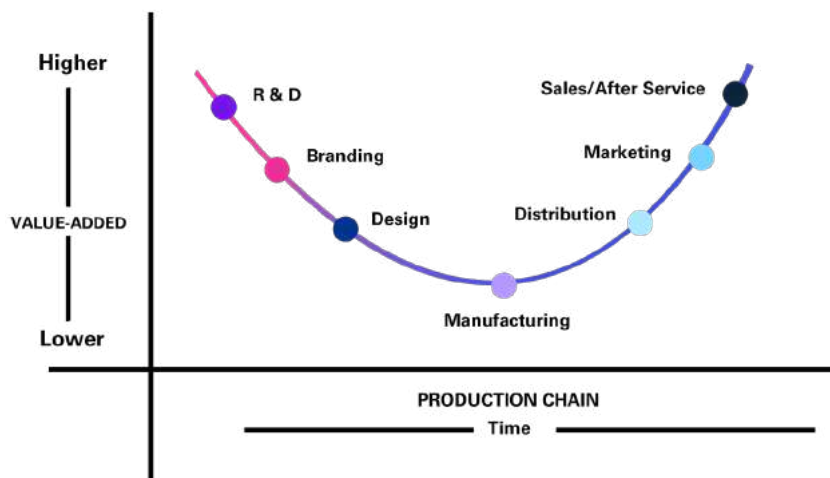 Higher
VALUE-ADDED
Lower
R & D
Branding
Design
Manufacturing
Distribution
Marketing
Sales/After Service
PRODUCTION CHAIN
Time